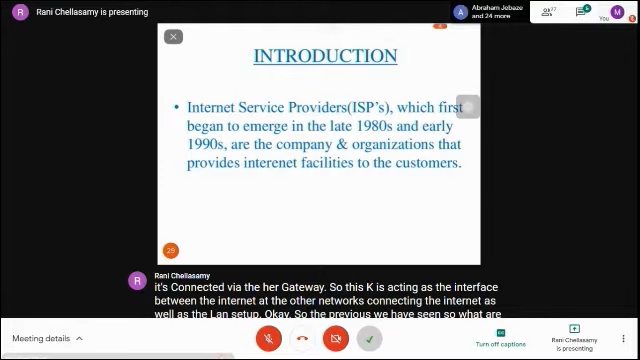 R Rani Chellasamy is presenting
A Abraham Jebaze... and 24 more
27
You
M
INTRODUCTION
• Internet Service Providers(ISP's), which first
began to emerge in the late 1980s and early
1990s, are the company & organizations that
provides interenet facilities to the customers.
29
Rani Chellasamy
R it's Connected via the her Gateway. So this K is acting as the interface
between the internet at the other networks connecting the internet as
well as the Lan setup. Okay. So the previous we have seen so what are
Meeting details
Turn off captions
Rani Chellasamy
is presenting